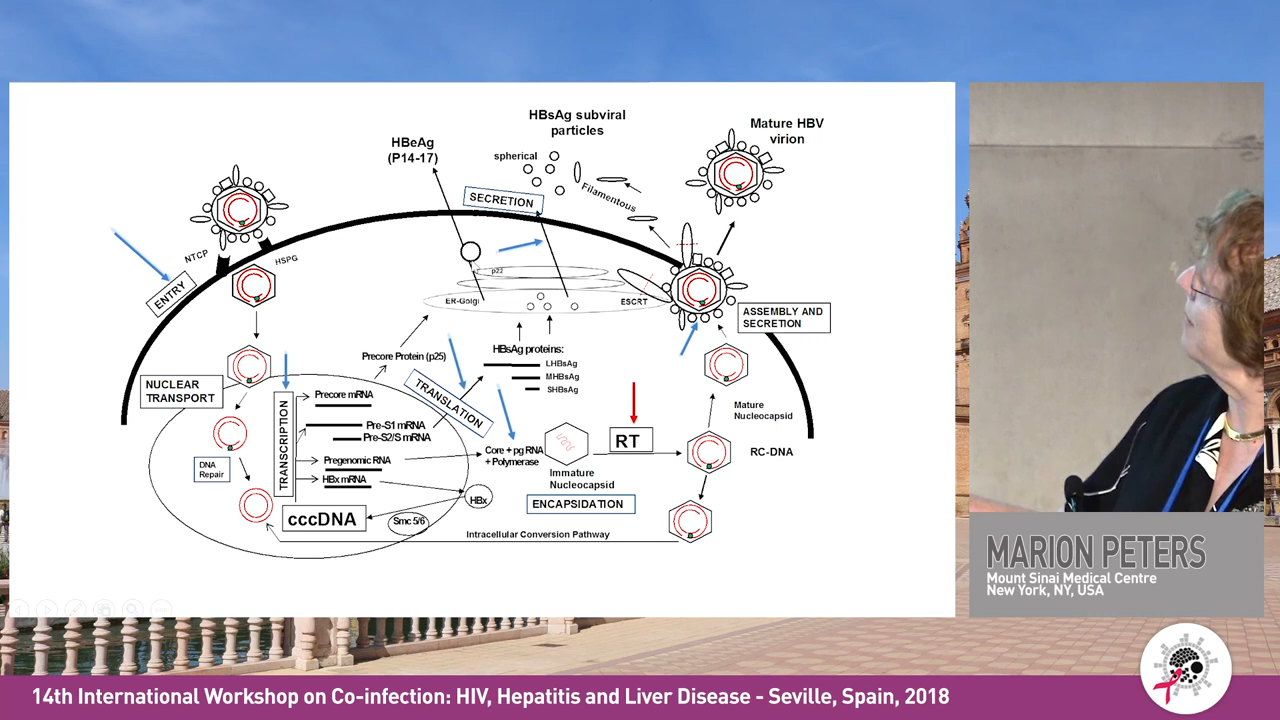 HBeAg
(P14-17)
HBsAg subviral
particles
spherical
Filamentous
Mature HBV
virion
SECRETION
NTCP
HSPG
ENTRY
p22
ER-Golgi
ESCRT
ASSEMBLY AND
SECRETION
Precore Protein (p25)
HBsAg proteins:
LHBsAg
MHBsAg
SHBsAg
NUCLEAR
TRANSPORT
TRANSCRIPTION
TRANSLATION
Precore mRNA
Pre-S1 mRNA
Pre-S2/S mRNA
Pregenomic RNA
HBx mRNA
DNA
Repair
cccDNA
Smc 5/6
HBx
Core + pg RNA
+ Polymerase
Immature
Nucleocapsid
ENCAPSIDATION
RT
Mature
Nucleocapsid
RC-DNA
Intracellular Conversion Pathway
MARION PETERS
Mount Sinai Medical Centre
New York, NY, USA
14th International Workshop on Co-infection: HIV, Hepatitis and Liver Disease - Seville, Spain, 2018